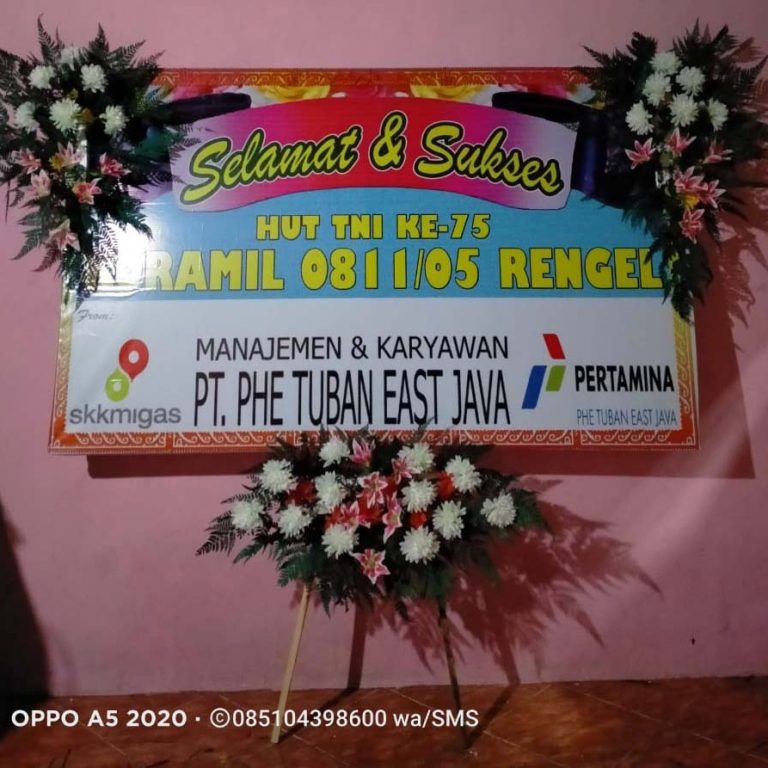 Selamat & Sukses
HUT TNI KE-75
RAMIL 0811/05 RENGEL
From:
skkmigas
MANAJEMEN & KARYAWAN
PT. PHE TUBAN EAST JAVA
PERTAMINA
PHE TUBAN EAST JAVA
OPPO A5 2020 · ©085104398600 wa/SMS